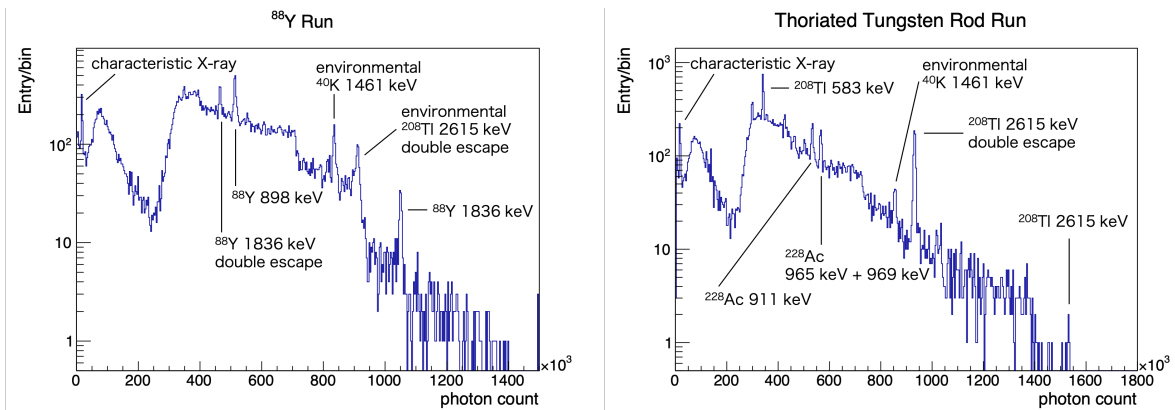 ⁸⁸Y Run
Entry/bin
characteristic X-ray
environmental
⁴⁰K 1461 keV
environmental
²⁰⁸Tl 2615 keV
double escape
⁸⁸Y 898 keV
⁸⁸Y 1836 keV
⁸⁸Y 1836 keV
double escape
10²
10
1
0 200 400 600 800 1000 1200 1400
×10³
photon count
Thoriated Tungsten Rod Run
Entry/bin
10³
characteristic X-ray
environmental
⁴⁰K 1461 keV
²⁰⁸Tl 583 keV
²⁰⁸Tl 2615 keV
double escape
10²
²⁰⁸Tl 2615 keV
²²⁸Ac
965 keV + 969 keV
²²⁸Ac 911 keV
10
1
0 200 400 600 800 1000 1200 1400 1600 1800
×10³
photon count